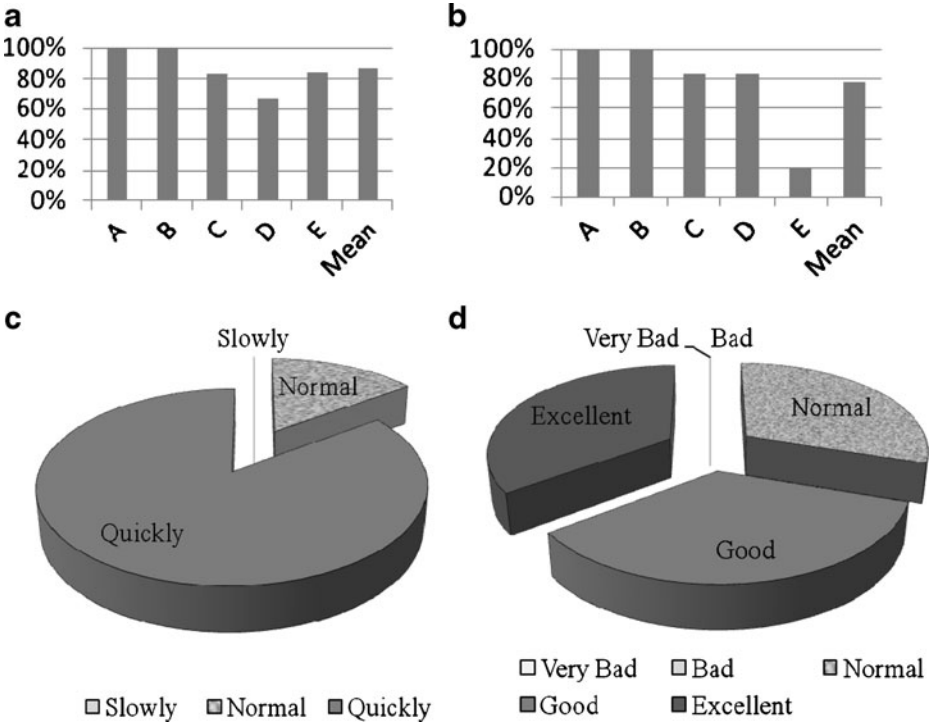 a
100%
80%
60%
40%
20%
0%
A B C D E Mean
b
100%
80%
60%
40%
20%
0%
A B C D E Mean
c
Slowly
Normal
Quickly
Slowly Normal Quickly
d
Very Bad Bad
Excellent
Normal
Good
Very Bad Bad Normal
Good Excellent